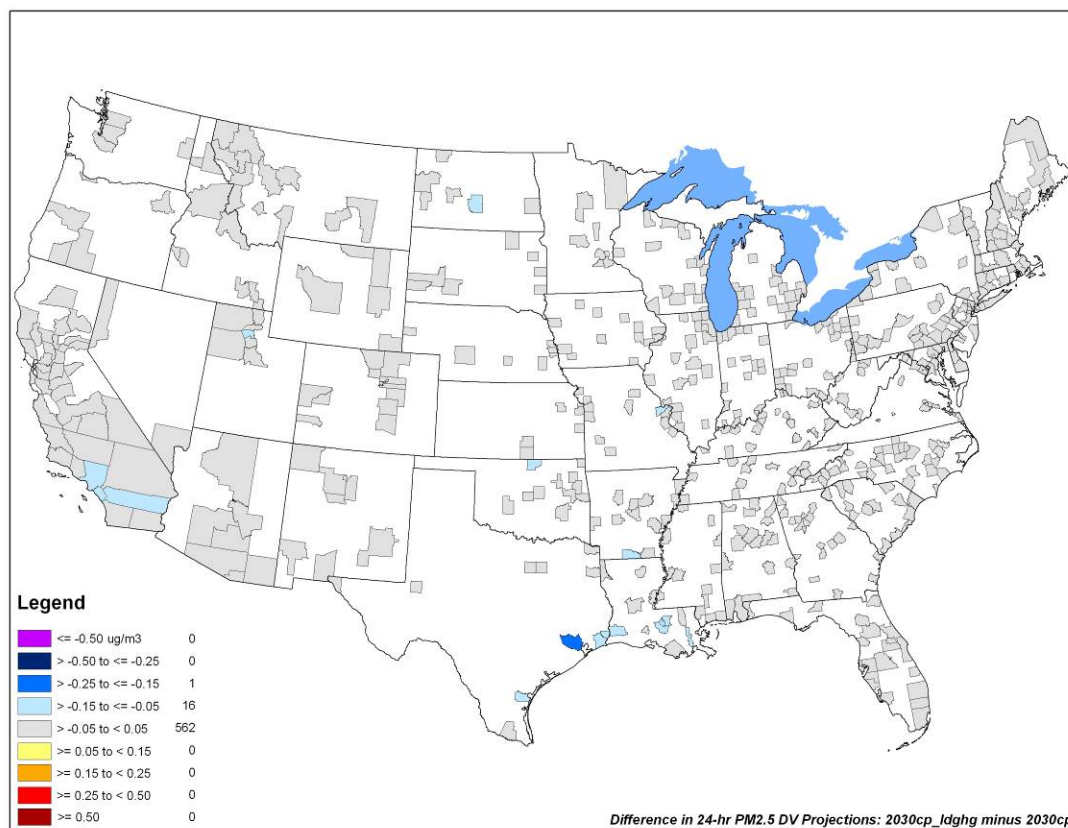 Legend
<= -0.50 ug/m3 0
> -0.50 to <= -0.25 0
> -0.25 to <= -0.15 1
> -0.15 to <= -0.05 16
> -0.05 to < 0.05 562
>= 0.05 to < 0.15 0
>= 0.15 to < 0.25 0
>= 0.25 to < 0.50 0
>= 0.50 0
Difference in 24-hr PM2.5 DV Projections: 2030cp_ldghg minus 2030cp